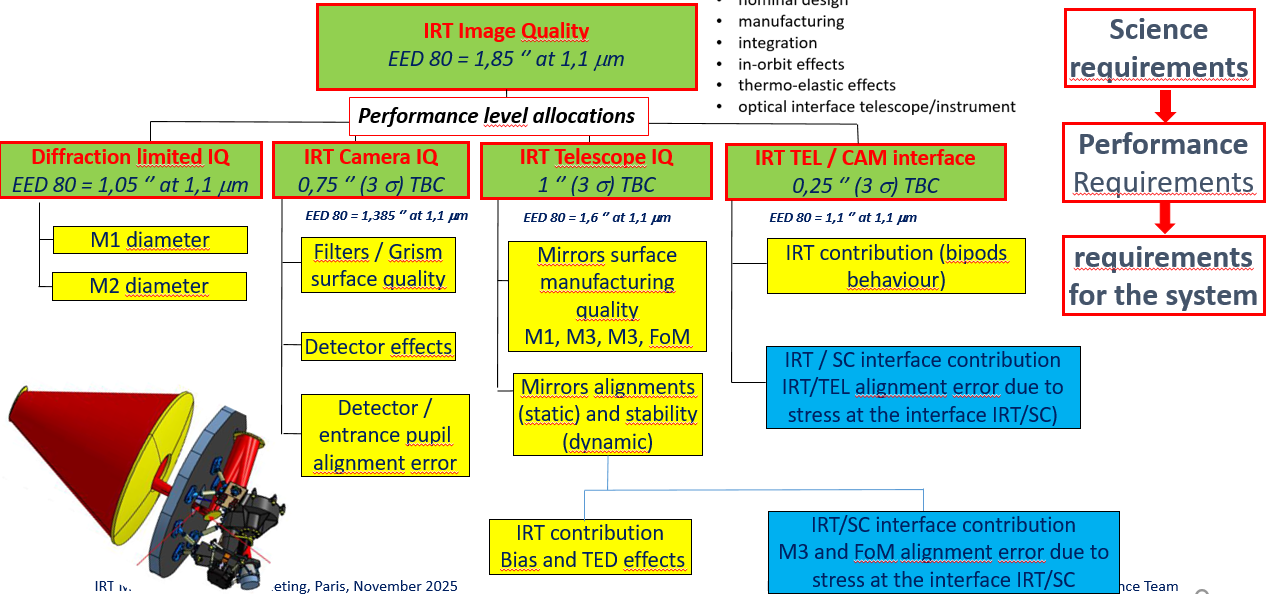 nominal design
• manufacturing
• integration
• in-orbit effects
• thermo-elastic effects
• optical interface telescope/instrument
IRT Image Quality
EED 80 = 1,85 ‘’ at 1,1 µm
Performance level allocations
Diffraction limited IQ
EED 80 = 1,05 ‘’ at 1,1 µm
M1 diameter
M2 diameter
IRT Camera IQ
0,75 ‘’ (3 σ) TBC
EED 80 = 1,385 ‘’ at 1,1 µm
Filters / Grism
surface quality
Detector effects
Detector /
entrance pupil
alignment error
IRT Telescope IQ
1 ‘’ (3 σ) TBC
EED 80 = 1,6 ‘’ at 1,1 µm
Mirrors surface
manufacturing
quality
M1, M3, M3, FoM
Mirrors alignments
(static) and stability
(dynamic)
IRT contribution
Bias and TED effects
IRT/SC interface contribution
M3 and FoM alignment error due to
stress at the interface IRT/SC
IRT TEL / CAM interface
0,25 ‘’ (3 σ) TBC
EED 80 = 1,1 ‘’ at 1,1 µm
IRT contribution (bipods
behaviour)
IRT / SC interface contribution
IRT/TEL alignment error due to
stress at the interface IRT/SC)
Science
requirements
Performance
Requirements
requirements
for the system
IRT eting, Paris, November 2025
nce Team